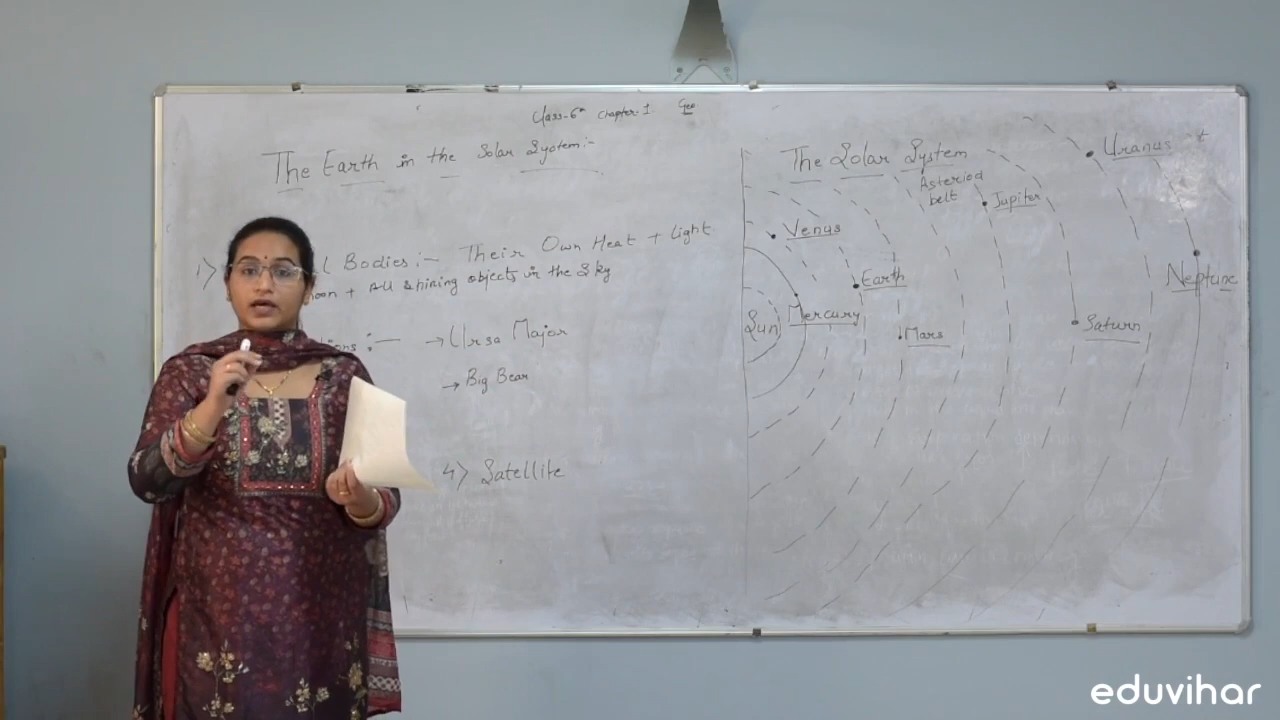 Class-6th Chapter-1 Geo
The Earth in the Solar System:-
1) l Bodies:- Their Own Heat + Light
moon + All shining objects in the Sky
tions:- → Ursa Major
→ Big Bear
4) Satellite
The Solar System
Uranus
Asteriod
belt
Jupiter
Venus
Earth
Neptune
Mercury
Sun
Mars
Saturn
eduvihar